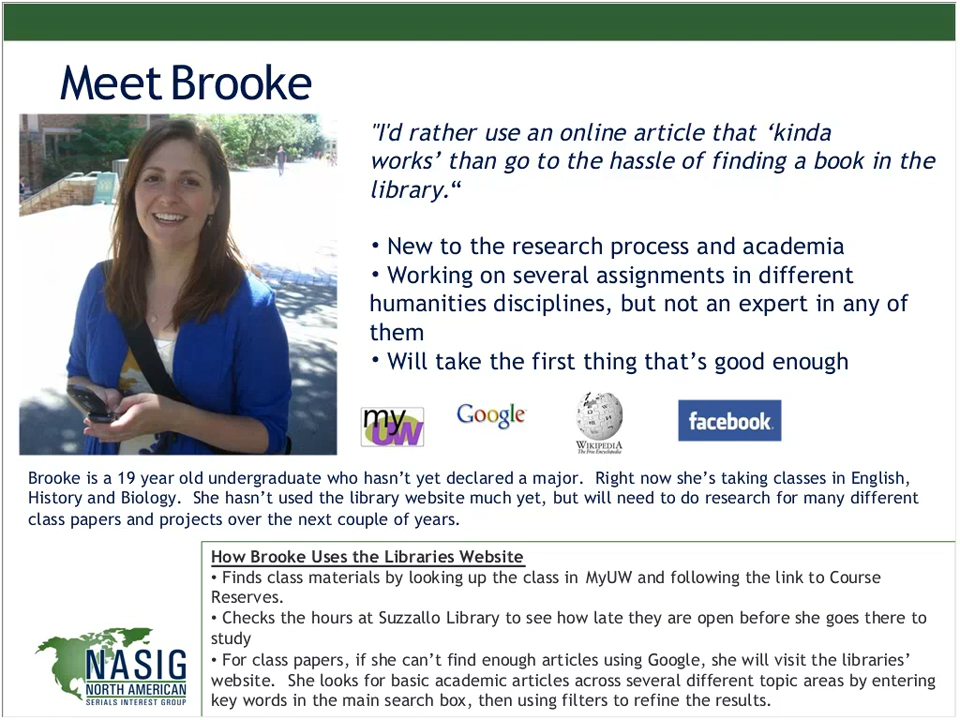 Meet Brooke
"I'd rather use an online article that ‘kinda
works’ than go to the hassle of finding a book in the
library.“
• New to the research process and academia
• Working on several assignments in different
humanities disciplines, but not an expert in any of
them
• Will take the first thing that’s good enough
my
UW
Google
WIKIPEDIA
The Free Encyclopedia
facebook
Brooke is a 19 year old undergraduate who hasn’t yet declared a major.  Right now she’s taking classes in English,
History and Biology.  She hasn’t used the library website much yet, but will need to do research for many different
class papers and projects over the next couple of years.
How Brooke Uses the Libraries Website
• Finds class materials by looking up the class in MyUW and following the link to Course
Reserves.
• Checks the hours at Suzzallo Library to see how late they are open before she goes there to
study
• For class papers, if she can’t find enough articles using Google, she will visit the libraries’
website.  She looks for basic academic articles across several different topic areas by entering
key words in the main search box, then using filters to refine the results.
NASIG
NORTH AMERICAN
SERIALS INTEREST GROUP